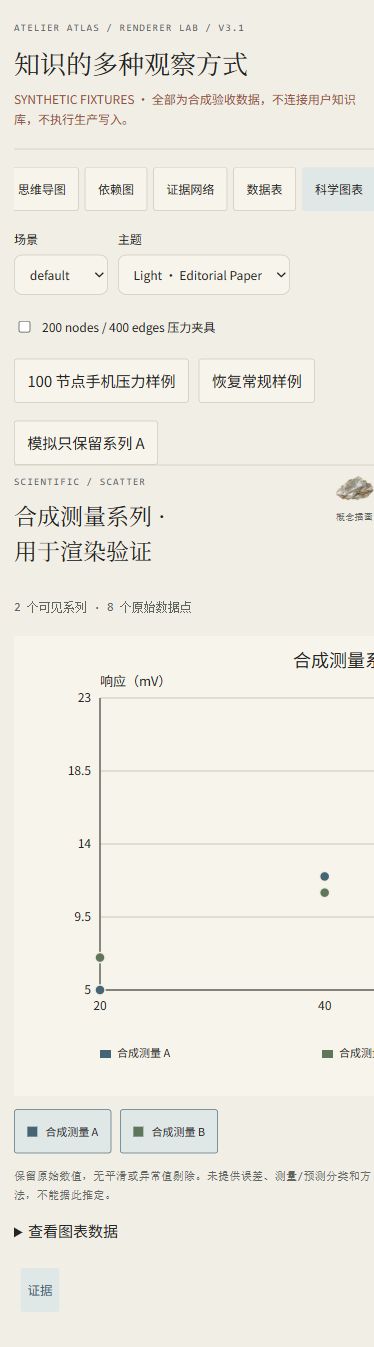 ATELIER ATLAS / RENDERER LAB / V3.1
知识的多种观察方式
SYNTHETIC FIXTURES · 全部为合成验收数据，不连接用户知识
库，不执行生产写入。
思维导图 依赖图 证据网络 数据表 科学图表
场景 主题
default Light · Editorial Paper
200 nodes / 400 edges 压力夹具
100 节点手机压力样例 恢复常规样例
模拟只保留系列 A
SCIENTIFIC / SCATTER
概念描画
合成测量系列 ·
用于渲染验证
2 个可见系列 · 8 个原始数据点
合成测量系
响应（mV）
23
18.5
14
9.5
5
20 40
合成测量 A 合成测
合成测量 A 合成测量 B
保留原始数值，无平滑或异常值剔除。未提供误差、测量/预测分类和方
法，不能据此推定。
查看图表数据
证据